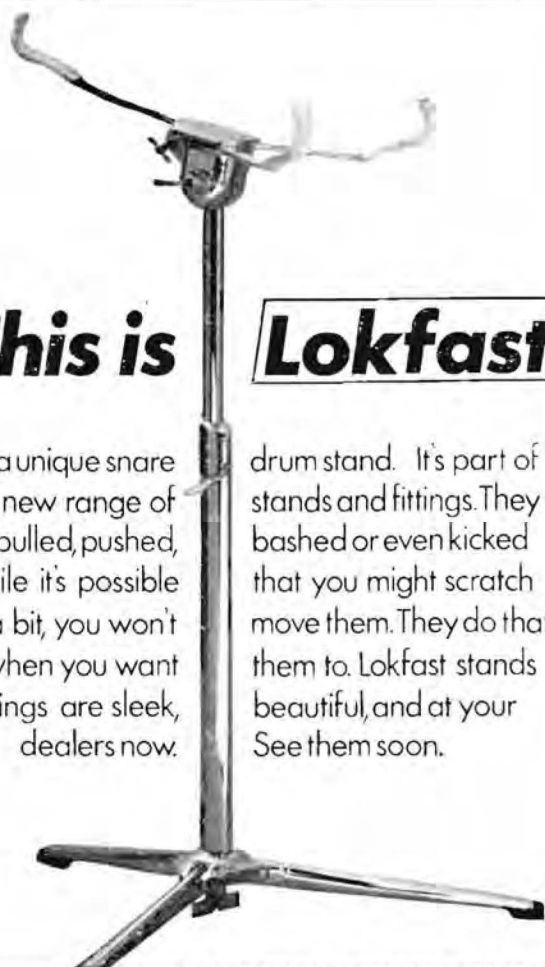 his is Lokfast
a unique snare drum stand. It's part of
new range of stands and fittings. They
pulled, pushed, bashed or even kicked
ile it's possible that you might scratch
a bit, you won't move them. They do tha
when you want them to. Lokfast stands
ings are sleek, beautiful, and at your
dealers now. See them soon.